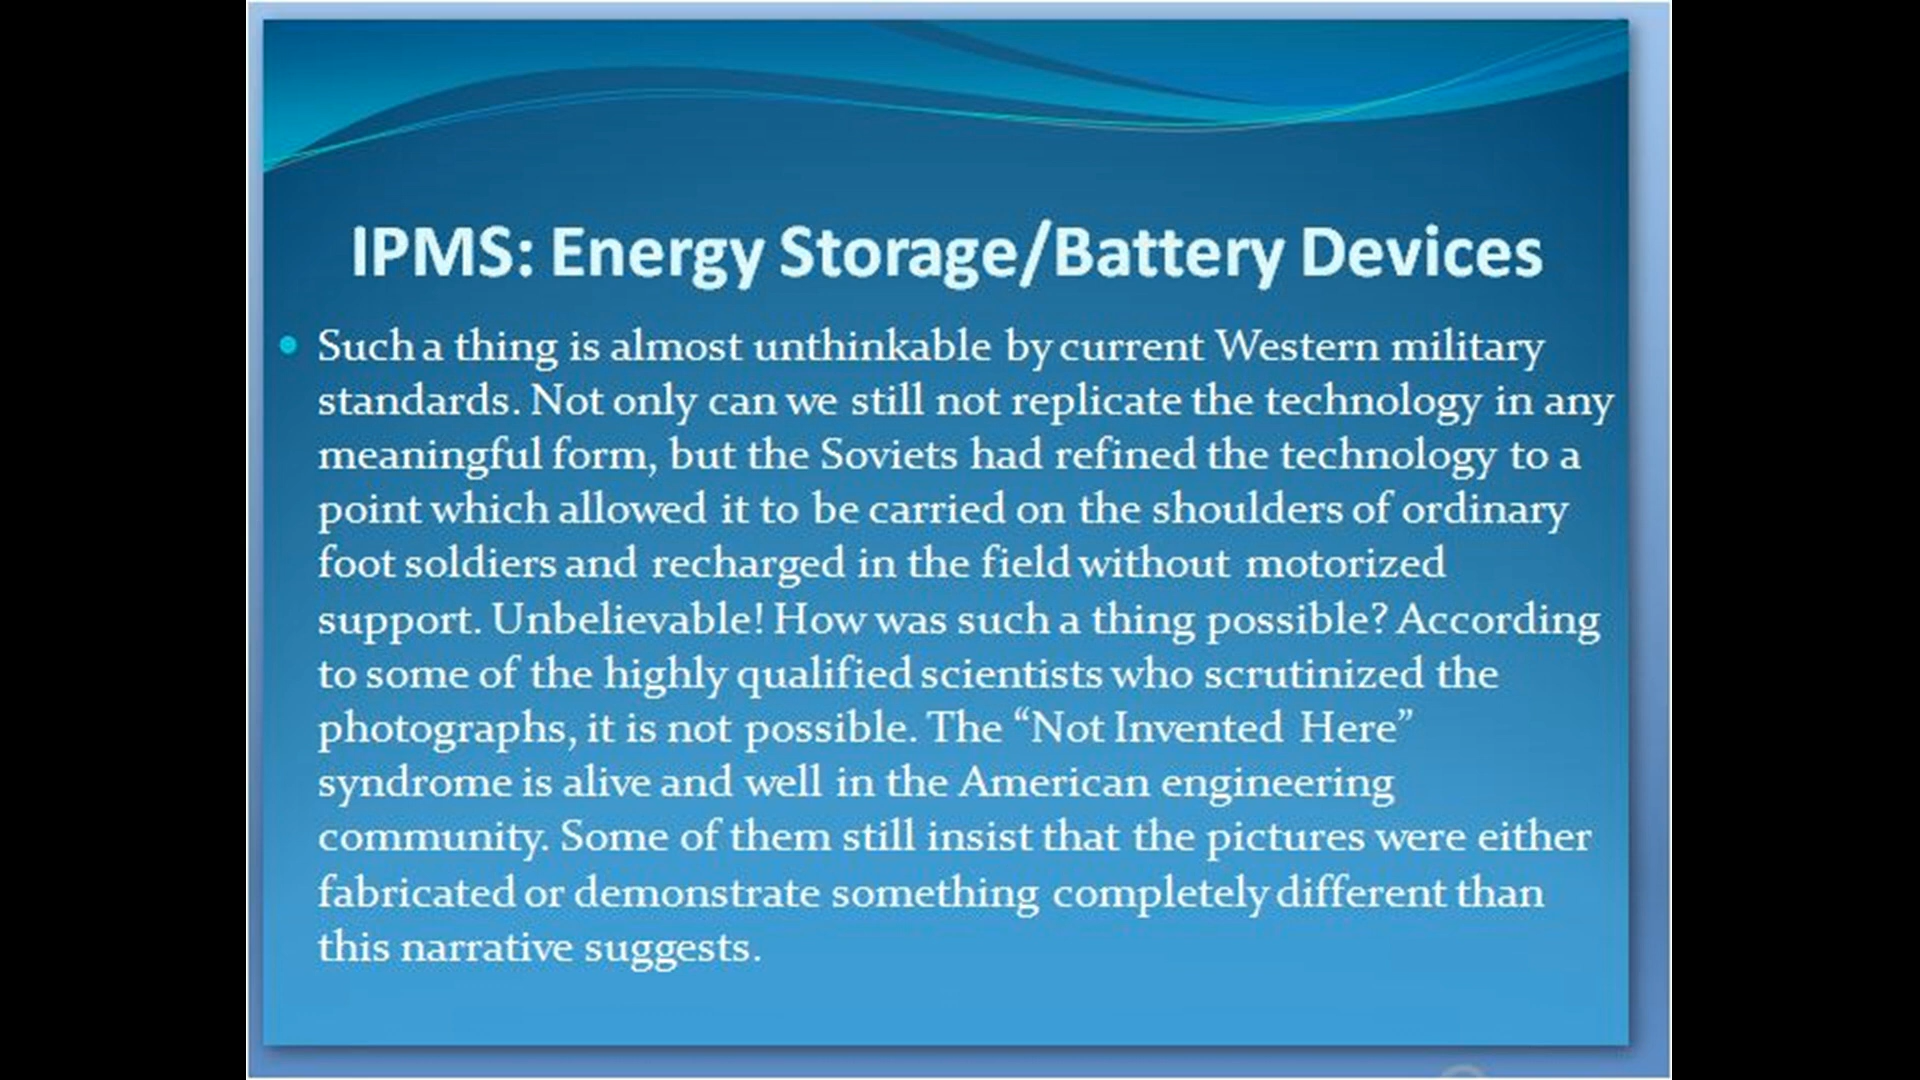 IPMS: Energy Storage/Battery Devices
Such a thing is almost unthinkable by current Western military
standards. Not only can we still not replicate the technology in any
meaningful form, but the Soviets had refined the technology to a
point which allowed it to be carried on the shoulders of ordinary
foot soldiers and recharged in the field without motorized
support. Unbelievable! How was such a thing possible? According
to some of the highly qualified scientists who scrutinized the
photographs, it is not possible. The “Not Invented Here”
syndrome is alive and well in the American engineering
community. Some of them still insist that the pictures were either
fabricated or demonstrate something completely different than
this narrative suggests.